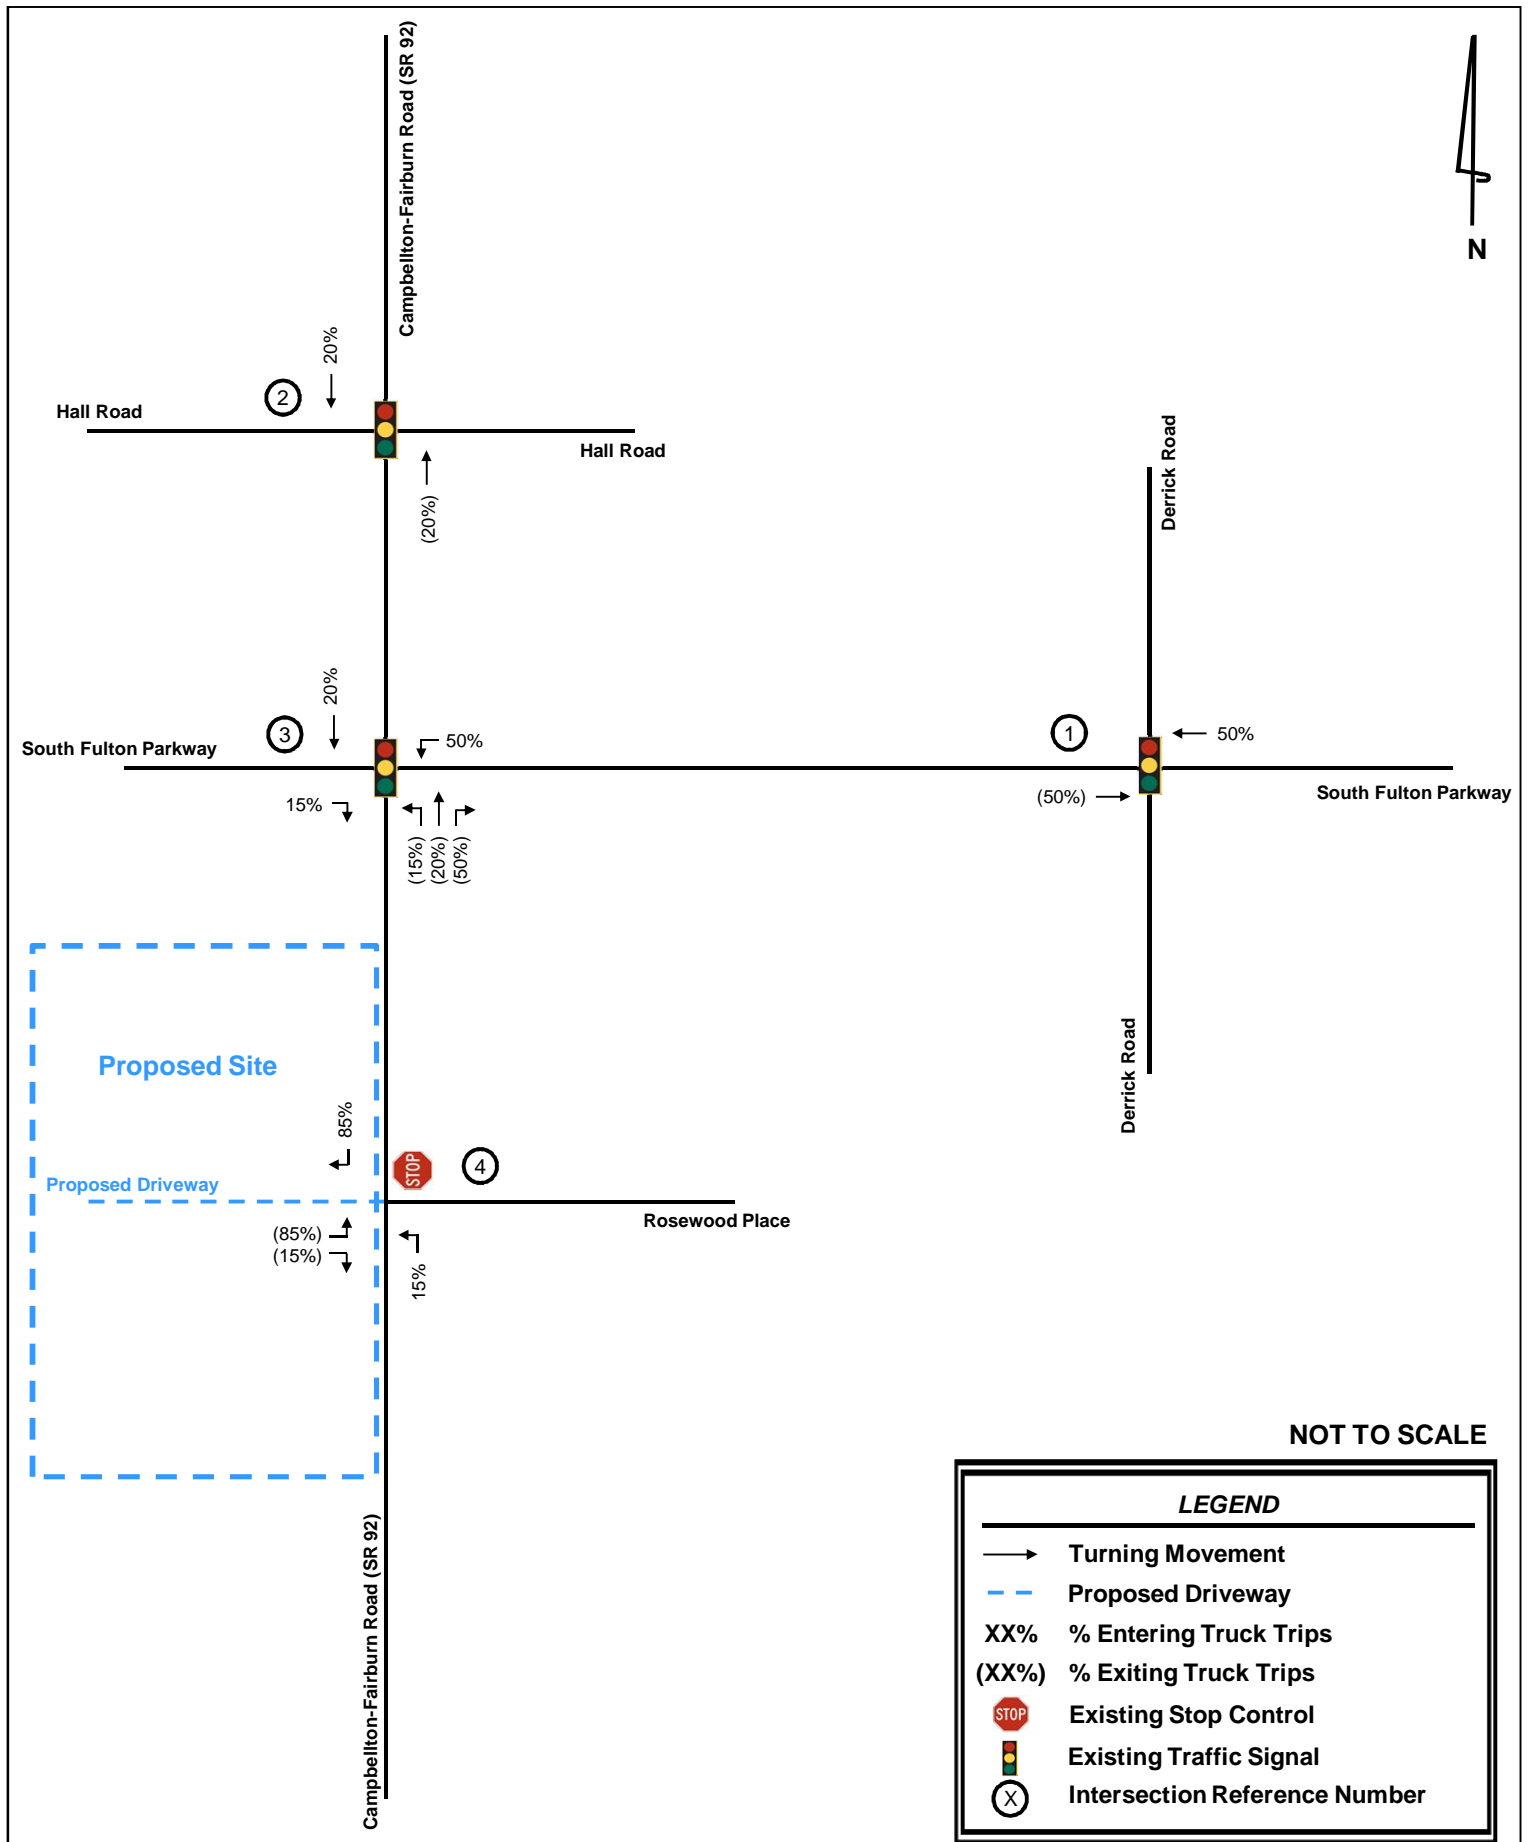 Campbellton-Fairburn Road (SR 92)
N
20%
2
Hall Road
Hall Road
(20%)
Derrick Road
20%
3
South Fulton Parkway
50%
15%
(15%)
(20%)
(50%)
1
50%
(50%)
South Fulton Parkway
Derrick Road
Proposed Site
85%
STOP
4
Proposed Driveway
Rosewood Place
(85%)
(15%)
15%
Campbellton-Fairburn Road (SR 92)
NOT TO SCALE
LEGEND
Turning Movement
Proposed Driveway
XX% % Entering Truck Trips
(XX%) % Exiting Truck Trips
STOP Existing Stop Control
Existing Traffic Signal
X Intersection Reference Number